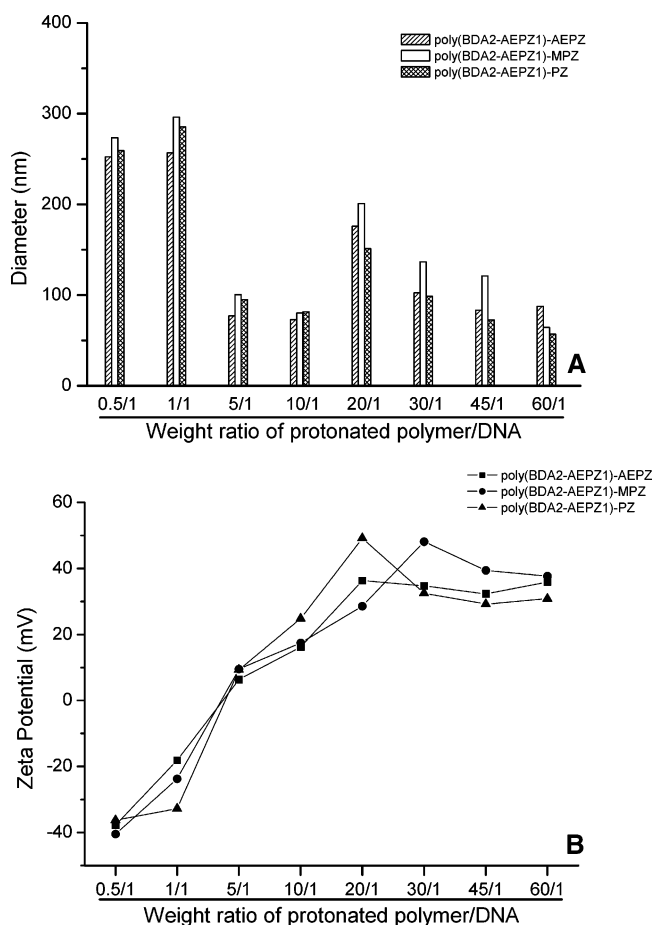 400
poly(BDA2-AEPZ1)-AEPZ
poly(BDA2-AEPZ1)-MPZ
poly(BDA2-AEPZ1)-PZ
300
Diameter (nm)
200
100
0
A
0.5/1 1/1 5/1 10/1 20/1 30/1 45/1 60/1
Weight ratio of protonated polymer/DNA
poly(BDA2-AEPZ1)-AEPZ
poly(BDA2-AEPZ1)-MPZ
poly(BDA2-AEPZ1)-PZ
60
40
20
Zeta Potential (mV)
0
-20
-40
B
0.5/1 1/1 5/1 10/1 20/1 30/1 45/1 60/1
Weight ratio of protonated polymer/DNA